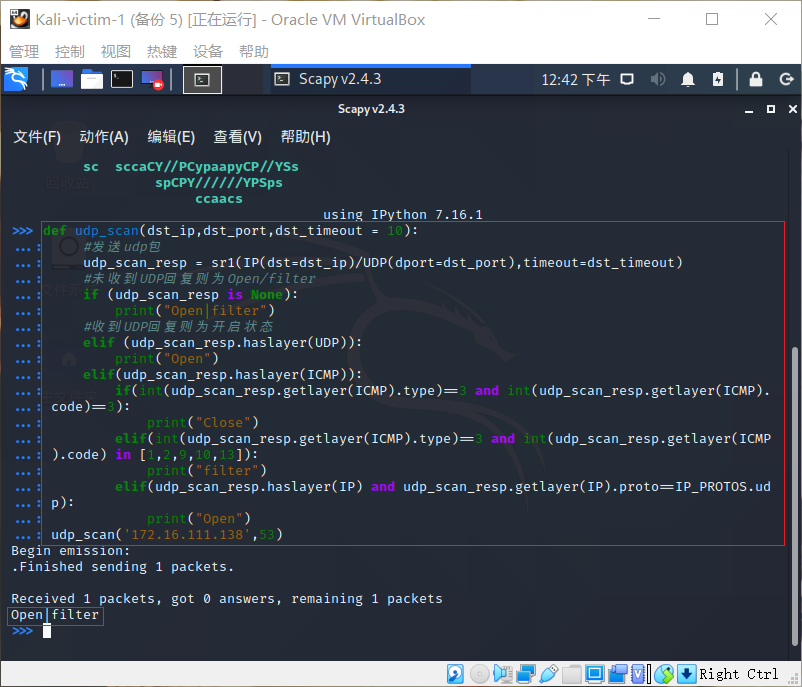 Kali-victim-1 (备份 5) [正在运行] - Oracle VM VirtualBox
管理 控制 视图 热键 设备 帮助
Scapy v2.4.3 12:42 下午
Scapy v2.4.3
文件(F) 动作(A) 编辑(E) 查看(V) 帮助(H)
sc  sccaCY//PCypaapyCP//YSs
spCPY//////YPSps
ccaacs
using IPython 7.16.1
>>> def udp_scan(dst_ip,dst_port,dst_timeout = 10):
...: #发送udp包
...: udp_scan_resp = sr1(IP(dst=dst_ip)/UDP(dport=dst_port),timeout=dst_timeout)
...: #未收到UDP回复则为Open/filter
...: if (udp_scan_resp is None):
...: print("Open|filter")
...: #收到UDP回复则为开启状态
...: elif (udp_scan_resp.haslayer(UDP)):
...: print("Open")
...: elif(udp_scan_resp.haslayer(ICMP)):
...: if(int(udp_scan_resp.getlayer(ICMP).type)==3 and int(udp_scan_resp.getlayer(ICMP).
...: code)==3):
...: print("Close")
...: elif(int(udp_scan_resp.getlayer(ICMP).type)==3 and int(udp_scan_resp.getlayer(ICMP
...: ).code) in [1,2,9,10,13]):
...: print("filter")
...: elif(udp_scan_resp.haslayer(IP) and udp_scan_resp.getlayer(IP).proto==IP_PROTOS.ud
...: p):
...: print("Open")
...: udp_scan('172.16.111.138',53)
Begin emission:
.Finished sending 1 packets.
Received 1 packets, got 0 answers, remaining 1 packets
Open|filter
>>>
Right Ctrl